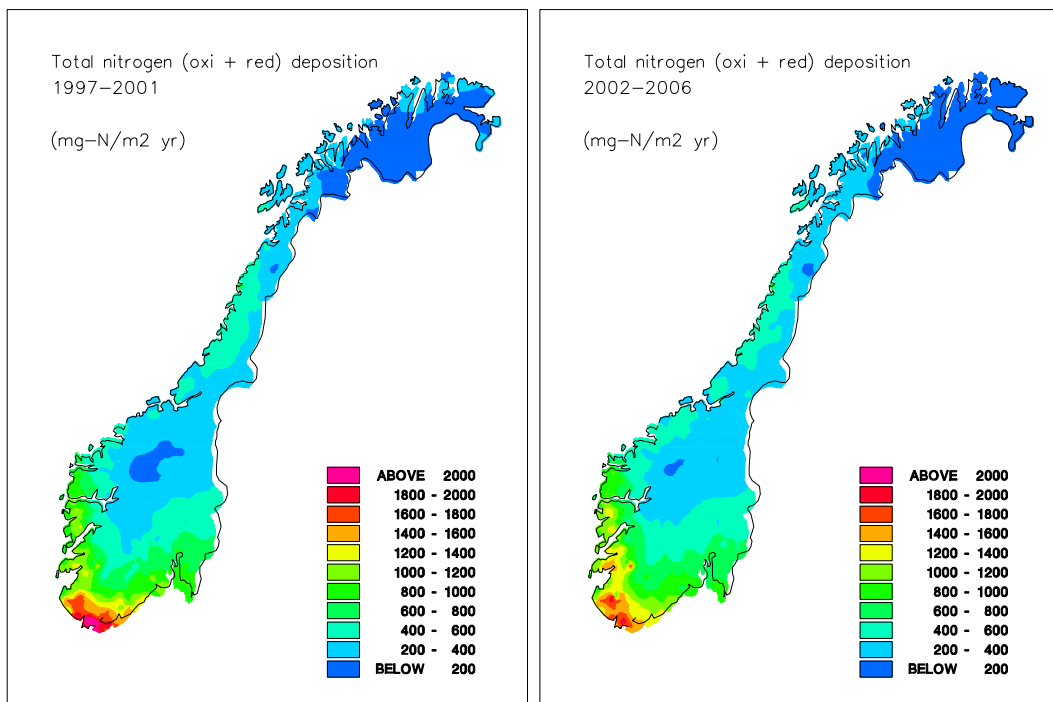 Total nitrogen (oxi + red) deposition
1997-2001
(mg-N/m2 yr)
ABOVE 2000
1800 - 2000
1600 - 1800
1400 - 1600
1200 - 1400
1000 - 1200
800 - 1000
600 - 800
400 - 600
200 - 400
BELOW 200
Total nitrogen (oxi + red) deposition
2002-2006
(mg-N/m2 yr)
ABOVE 2000
1800 - 2000
1600 - 1800
1400 - 1600
1200 - 1400
1000 - 1200
800 - 1000
600 - 800
400 - 600
200 - 400
BELOW 200